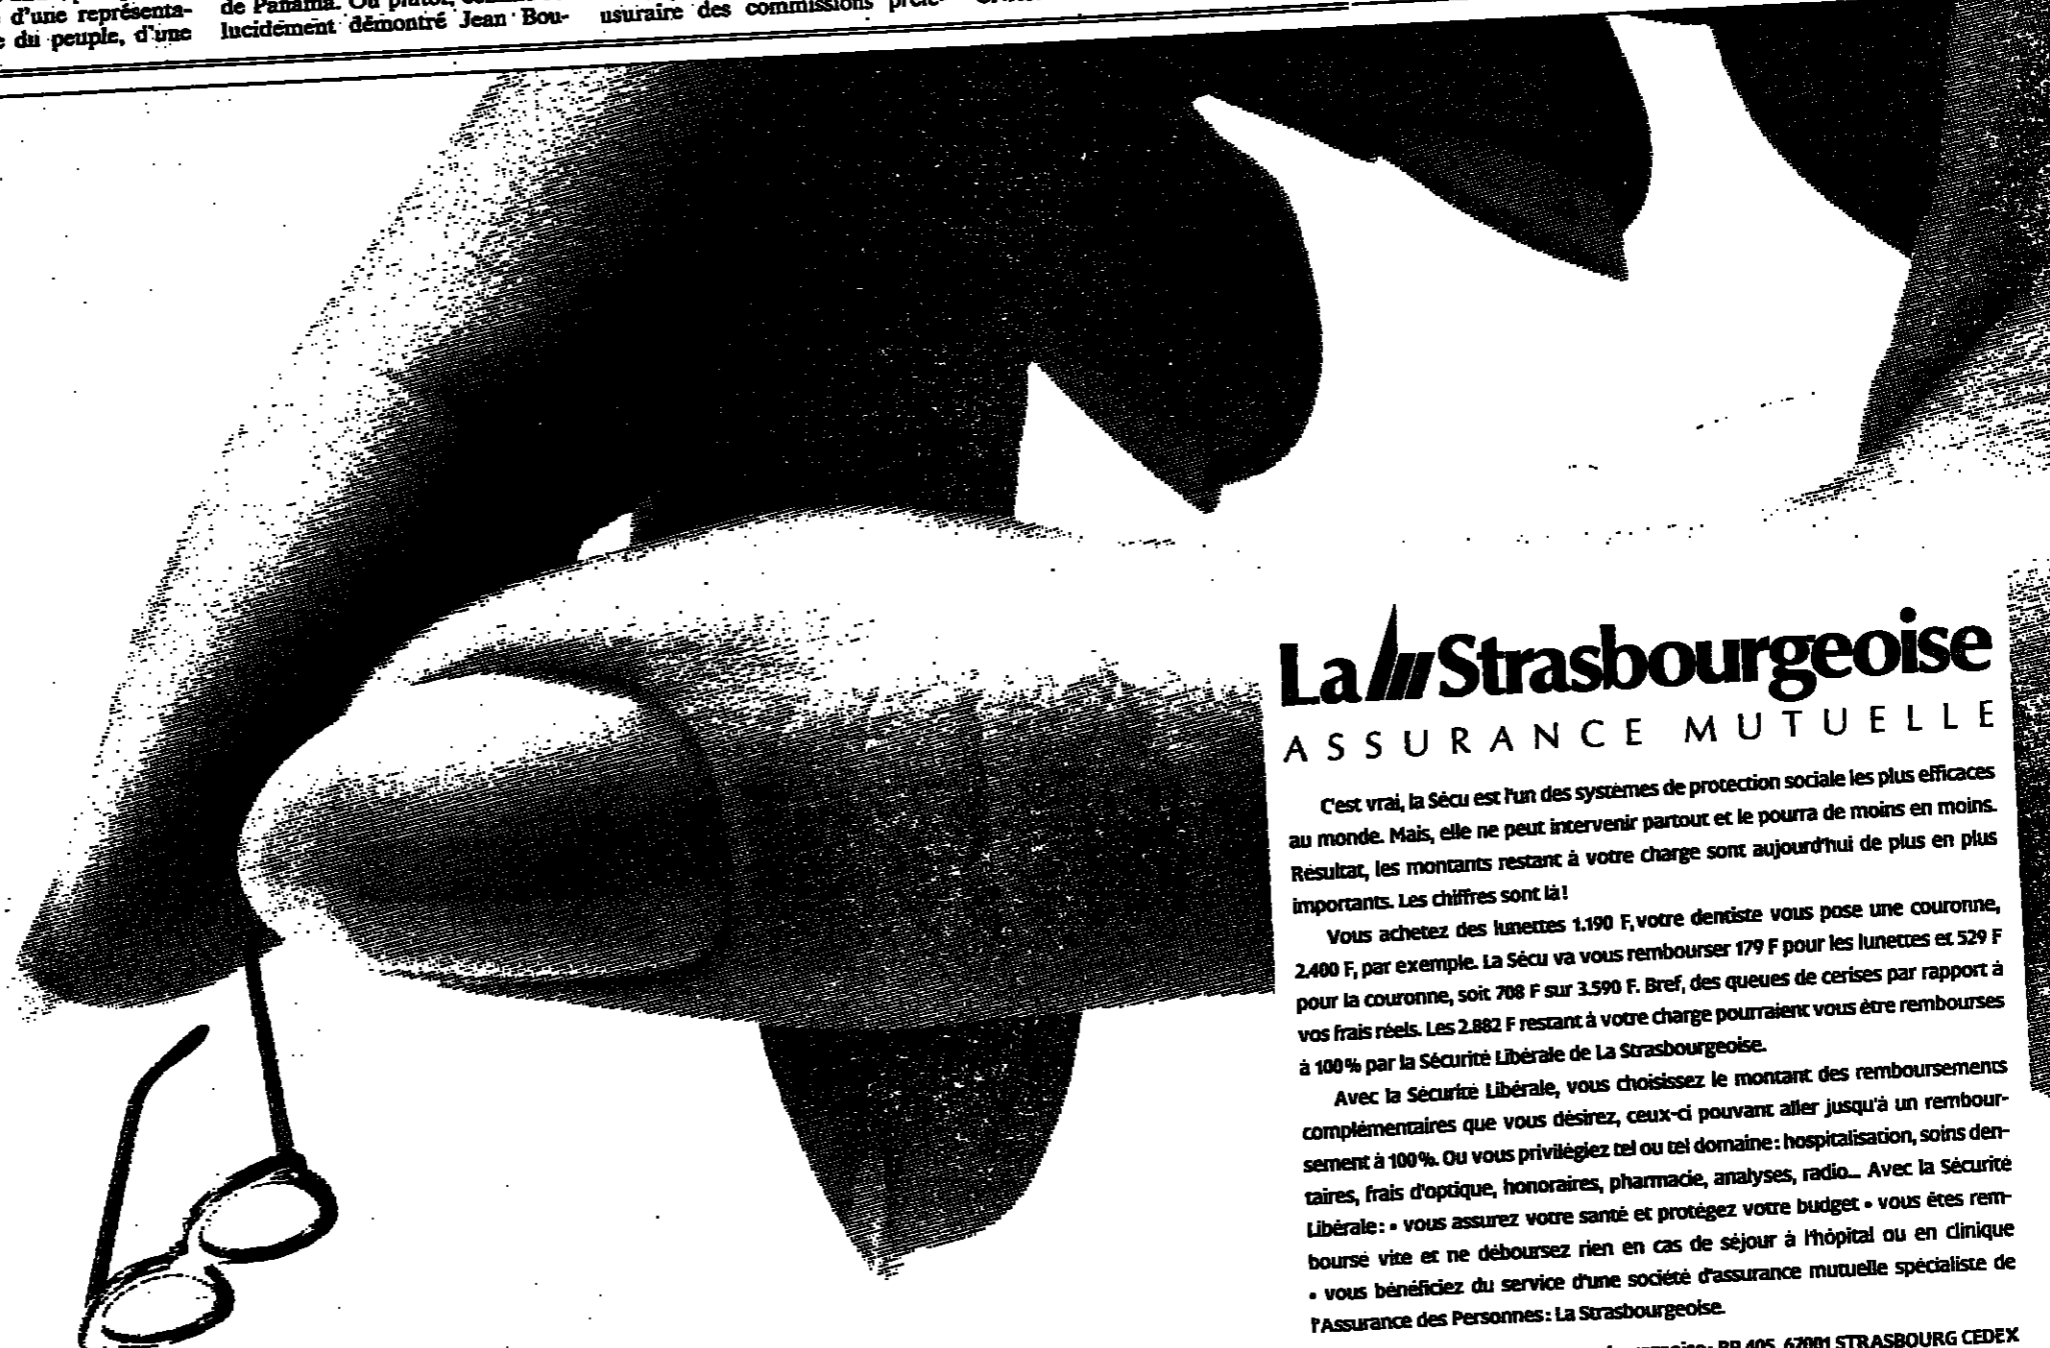 d'une représenta-
du peuple, d'une
de Panama. Ou plutôt,
lucidement démontré Jean Bou-
usuraire des commissions
La Strasbourgeoise
ASSURANCE MUTUELLE
C'est vrai, la Sécu est l'un des systèmes de protection sociale les plus efficaces
au monde. Mais, elle ne peut intervenir partout et le pourra de moins en moins.
Résultat, les montants restant à votre charge sont aujourd'hui de plus en plus
importants. Les chiffres sont là!
Vous achetez des lunettes 1.190 F, votre dentiste vous pose une couronne,
2.400 F, par exemple. La Sécu va vous rembourser 179 F pour les lunettes et 529 F
pour la couronne, soit 708 F sur 3.590 F. Bref, des queues de cerises par rapport à
vos frais réels. Les 2.882 F restant à votre charge pourraient vous être rembourses
à 100% par la Sécurité Libérale de La Strasbourgeoise.
Avec la Sécurité Libérale, vous choisissez le montant des remboursements
complémentaires que vous désirez, ceux-ci pouvant aller jusqu'à un rembour-
sement à 100%. Ou vous privilégiez tel ou tel domaine: hospitalisation, soins den-
taires, frais d'optique, honoraires, pharmacie, analyses, radio... Avec la Sécurité
Libérale: • vous assurez votre santé et protégez votre budget • vous êtes rem-
boursé vite et ne déboursez rien en cas de séjour à l'hôpital ou en clinique
• vous bénéficiez du service d'une société d'assurance mutuelle spécialiste de
l'Assurance des Personnes: La Strasbourgeoise.
BP 405, 67001 STRASBOURG CEDEX